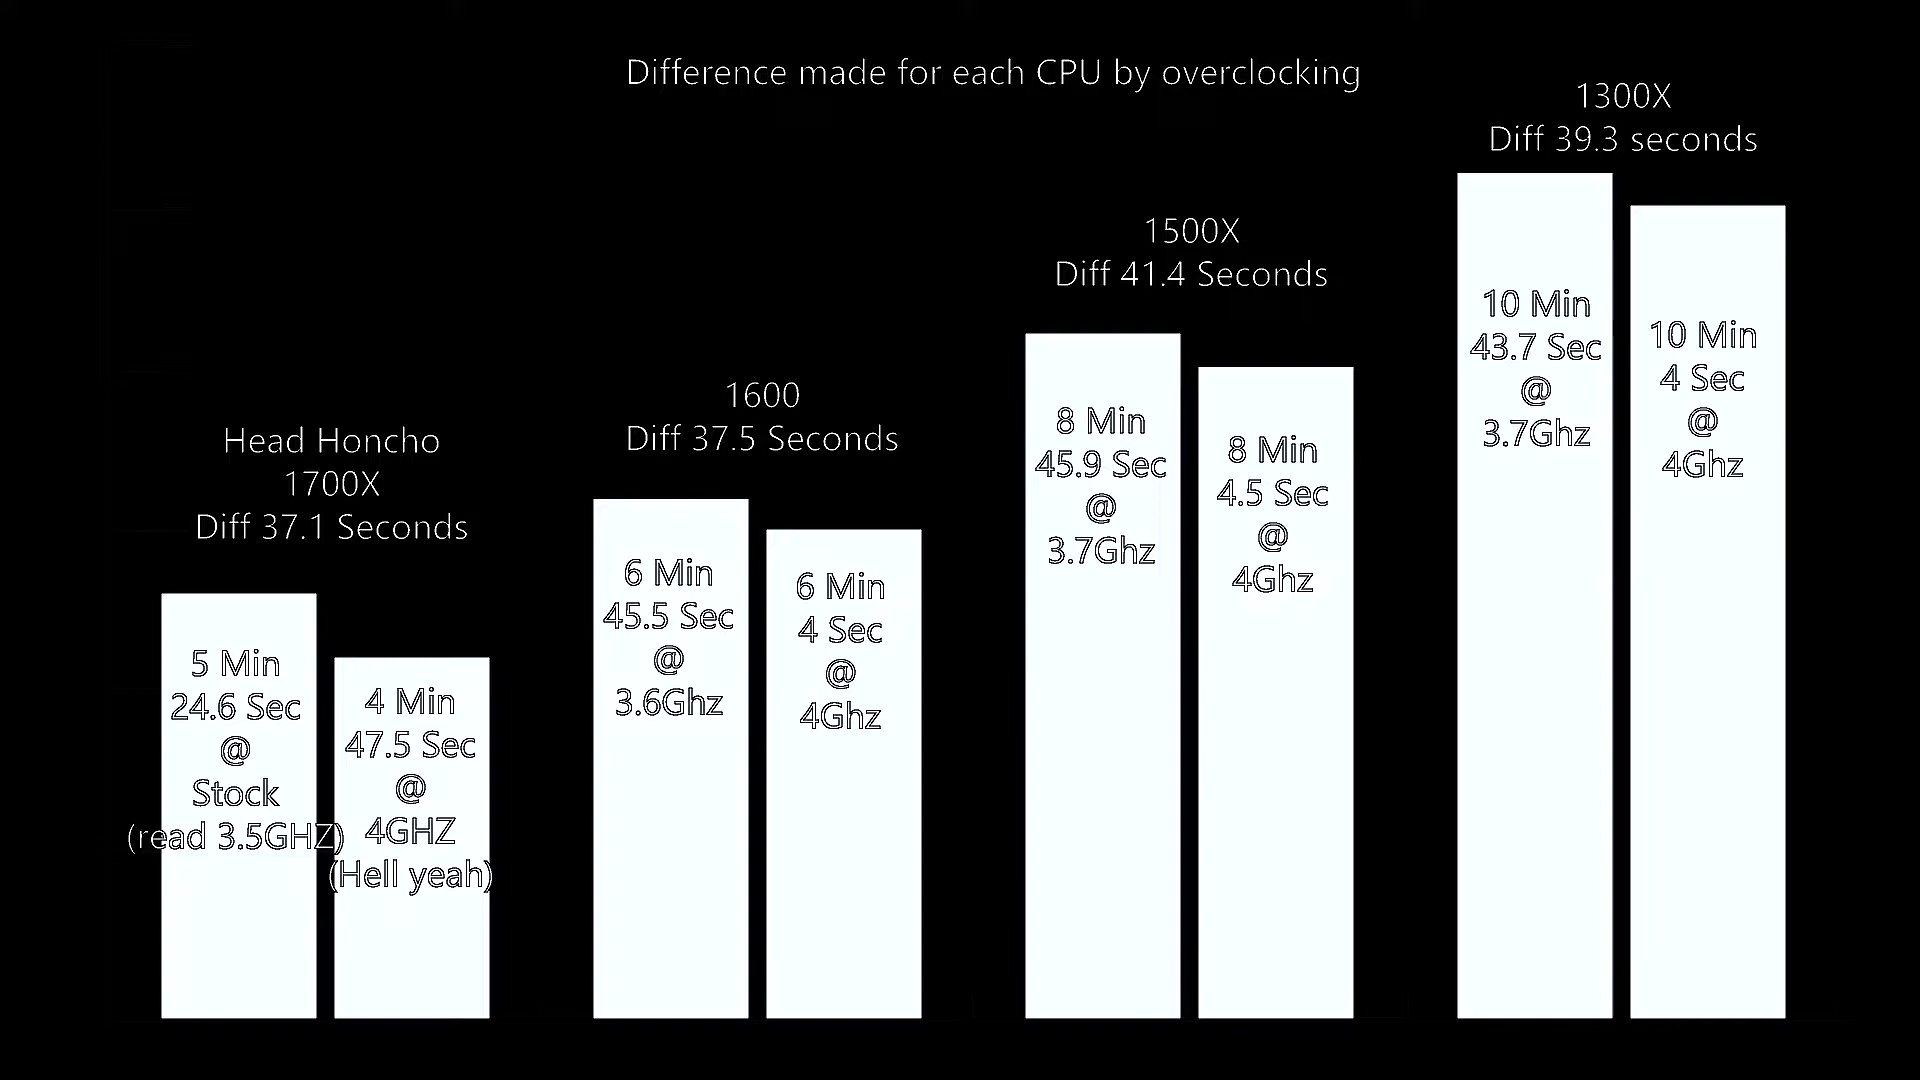 Difference made for each CPU by overclocking
Head Honcho
1700X
Diff 37.1 Seconds
5 Min
24.6 Sec
@
Stock
(read 3.5GHZ)
4 Min
47.5 Sec
@
4GHZ
(Hell yeah)
1600
Diff 37.5 Seconds
6 Min
45.5 Sec
@
3.6Ghz
6 Min
4 Sec
@
4Ghz
1500X
Diff 41.4 Seconds
8 Min
45.9 Sec
@
3.7Ghz
8 Min
4.5 Sec
@
4Ghz
1300X
Diff 39.3 seconds
10 Min
43.7 Sec
@
3.7Ghz
10 Min
4 Sec
@
4Ghz